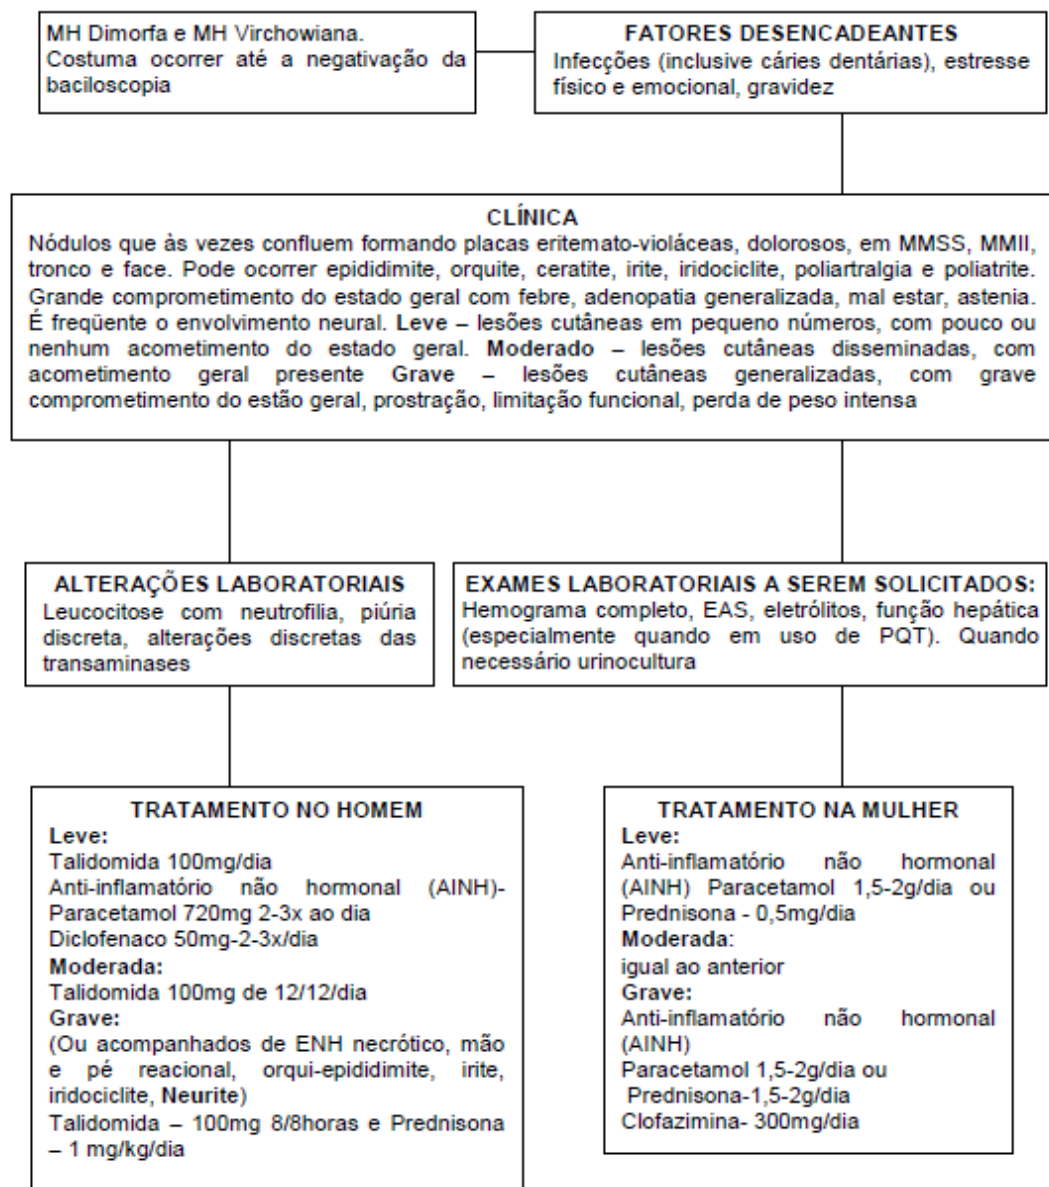 MH Dimorfa e MH Virchowiana.
Costuma ocorrer até a negativação da
baciloscopia
FATORES DESENCADEANTES
Infecções (inclusive cáries dentárias), estresse
físico e emocional, gravidez
CLÍNICA
Nódulos que às vezes confluem formando placas eritemato-violáceas, dolorosos, em MMSS, MMII,
tronco e face. Pode ocorrer epididimite, orquite, ceratite, irite, iridociclite, poliartralgia e poliatrite.
Grande comprometimento do estado geral com febre, adenopatia generalizada, mal estar, astenia.
É freqüente o envolvimento neural. Leve – lesões cutâneas em pequeno números, com pouco ou
nenhum acometimento do estado geral. Moderado – lesões cutâneas disseminadas, com
acometimento geral presente Grave – lesões cutâneas generalizadas, com grave
comprometimento do estão geral, prostração, limitação funcional, perda de peso intensa
ALTERAÇÕES LABORATORIAIS
Leucocitose com neutrofilia, piúria
discreta, alterações discretas das
transaminases
EXAMES LABORATORIAIS A SEREM SOLICITADOS:
Hemograma completo, EAS, eletrólitos, função hepática
(especialmente quando em uso de PQT). Quando
necessário urinocultura
TRATAMENTO NO HOMEM
Leve:
Talidomida 100mg/dia
Anti-inflamatório não hormonal (AINH)-
Paracetamol 720mg 2-3x ao dia
Diclofenaco 50mg-2-3x/dia
Moderada:
Talidomida 100mg de 12/12/dia
Grave:
(Ou acompanhados de ENH necrótico, mão
e pé reacional, orqui-epididimite, irite,
iridociclite, Neurite)
Talidomida – 100mg 8/8horas e Prednisona
– 1 mg/kg/dia
TRATAMENTO NA MULHER
Leve:
Anti-inflamatório não hormonal
(AINH) Paracetamol 1,5-2g/dia ou
Prednisona - 0,5mg/dia
Moderada:
igual ao anterior
Grave:
Anti-inflamatório não hormonal
(AINH)
Paracetamol 1,5-2g/dia ou
Prednisona-1,5-2g/dia
Clofazimina- 300mg/dia